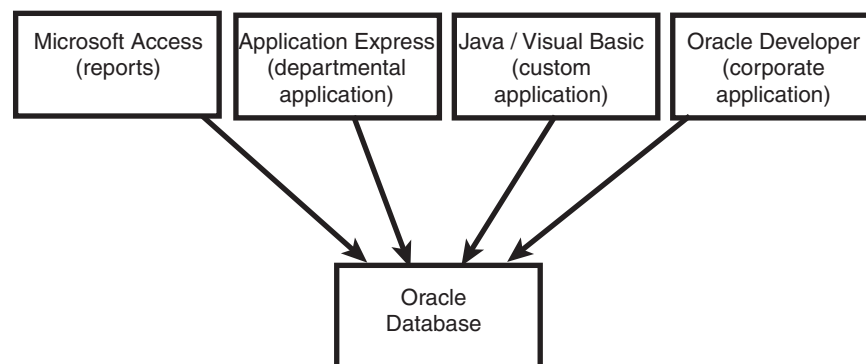 Microsoft Access
(reports)
Application Express
(departmental
application)
Java / Visual Basic
(custom
application)
Oracle Developer
(corporate
application)
Oracle
Database